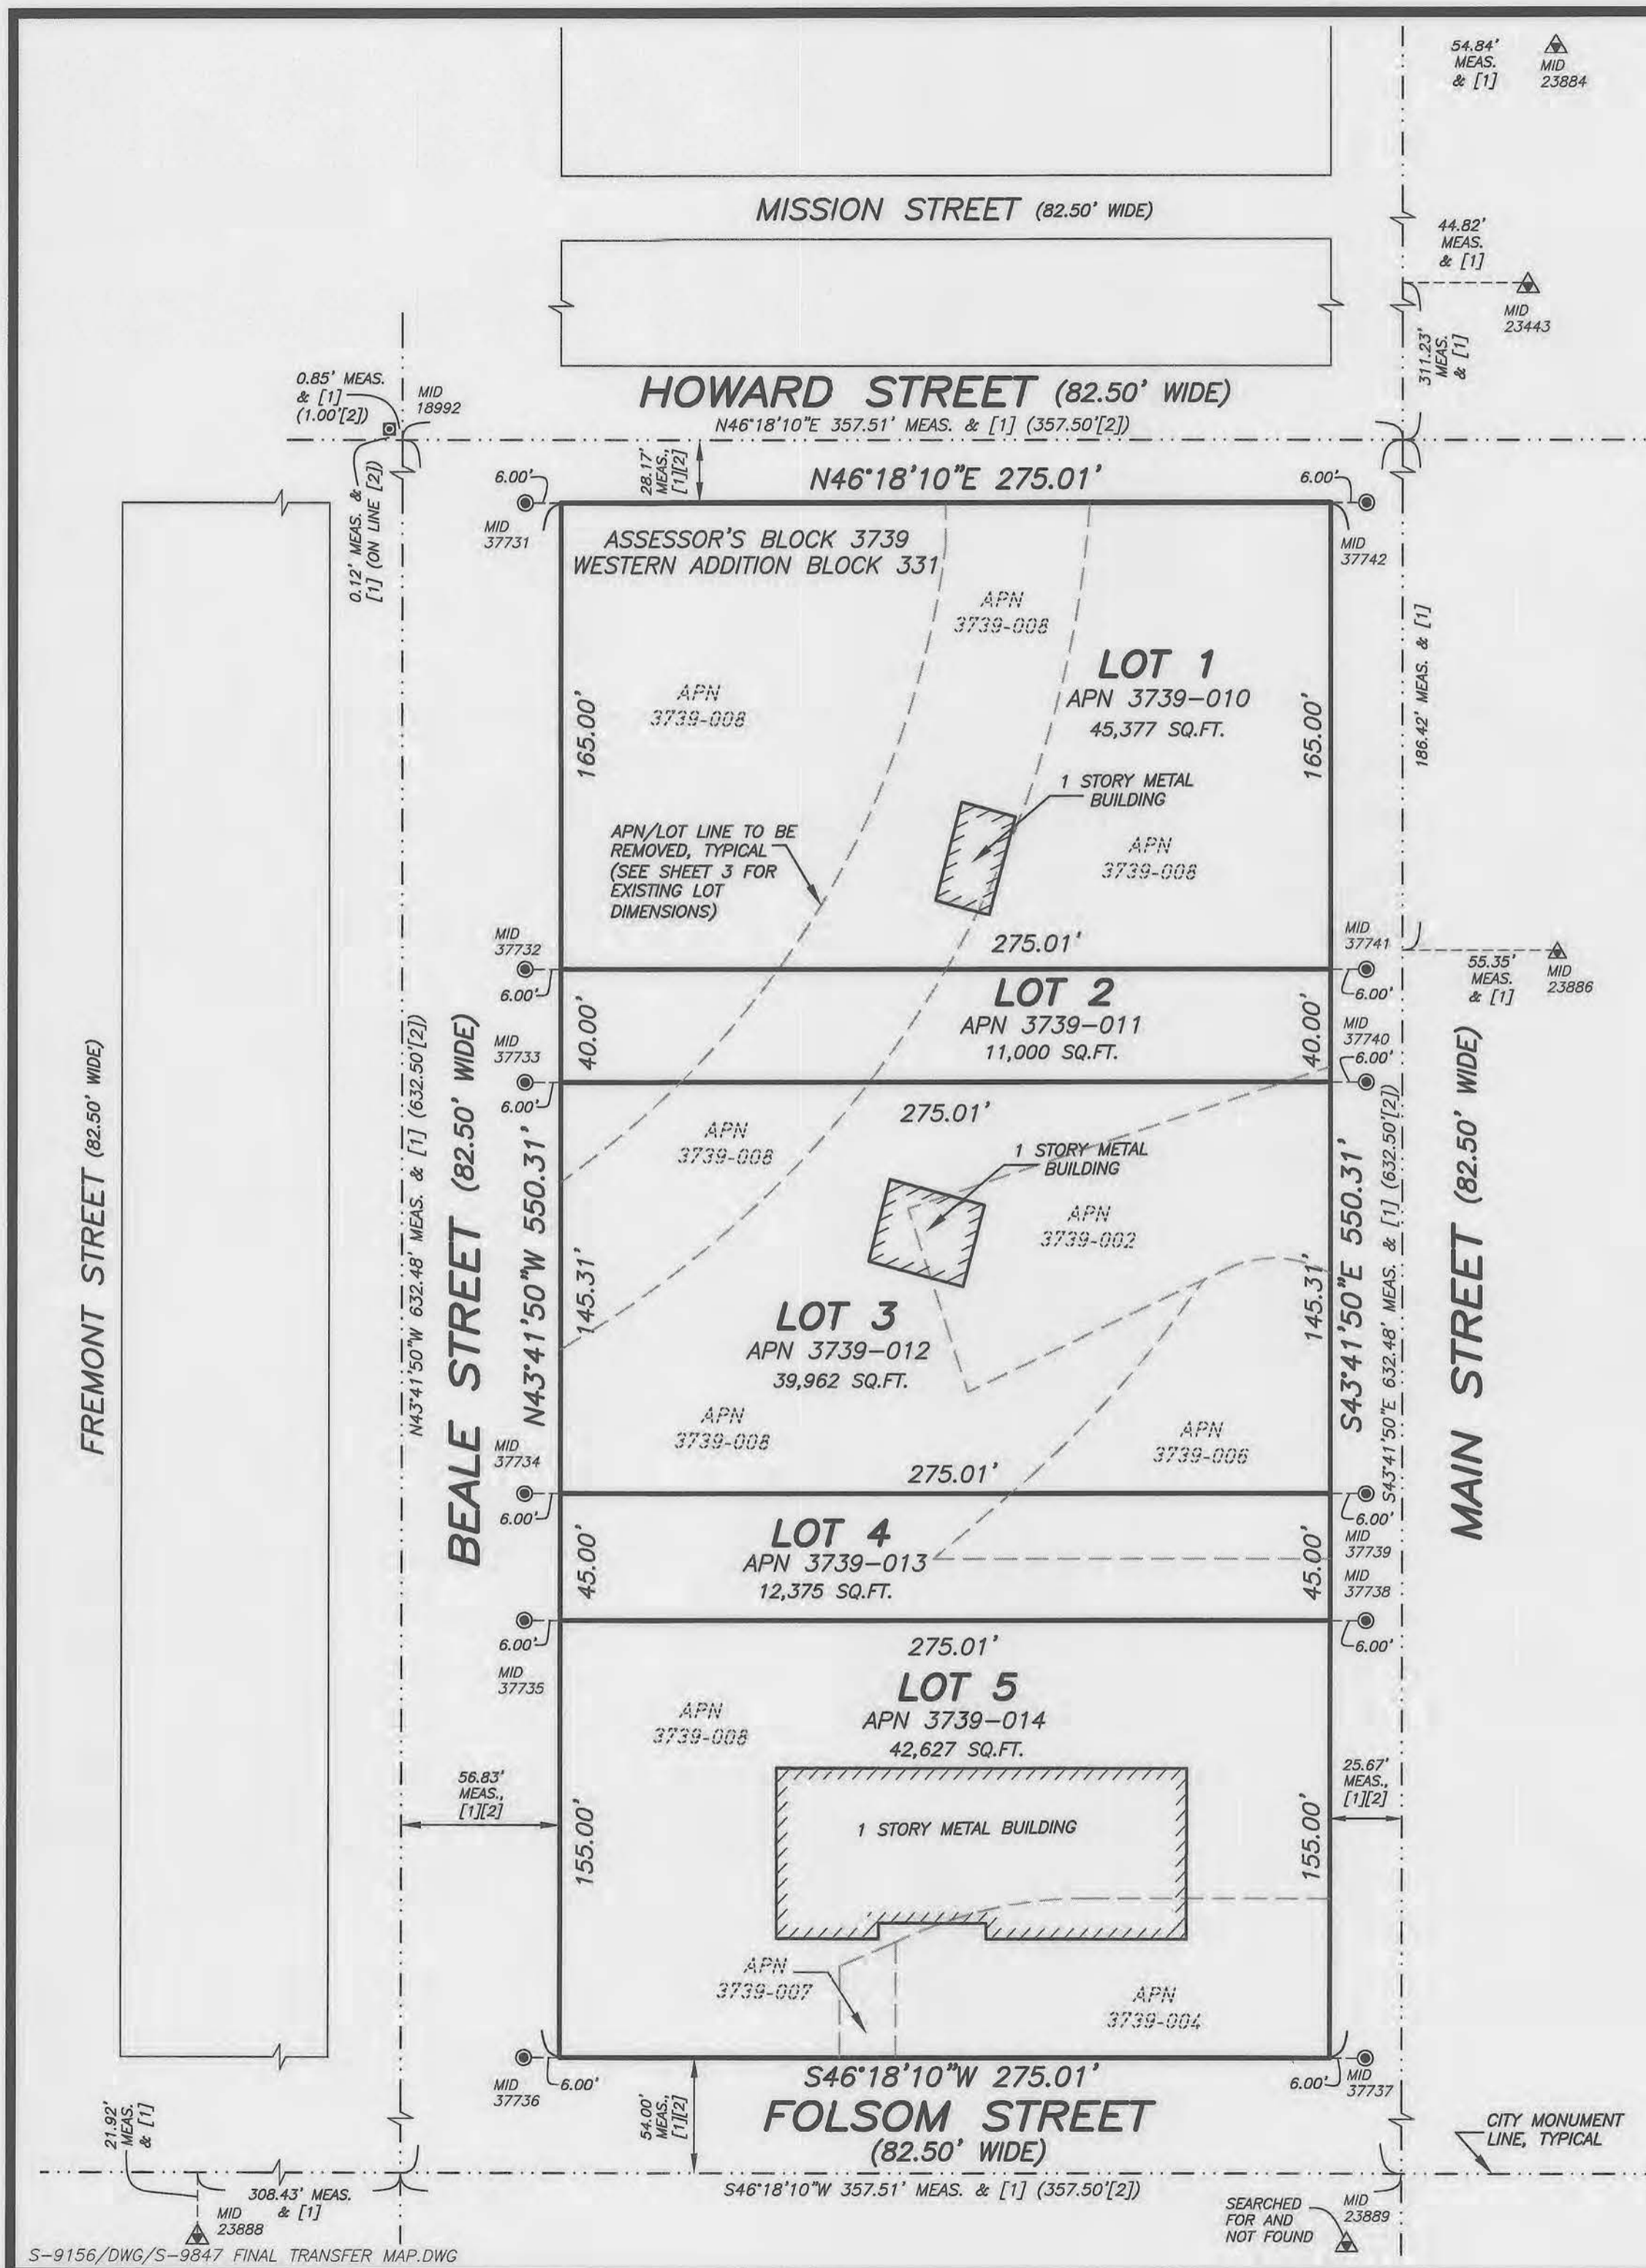 54.84'
MEAS.
& [1]
MID
23884
MISSION STREET (82.50' WIDE)
44.82'
MEAS.
& [1]
MID
23443
311.23'
MEAS.
& [1]
0.85' MEAS.
& [1]
(1.00'[2])
MID
18992
HOWARD STREET (82.50' WIDE)
N46°18'10"E 357.51' MEAS. & [1] (357.50'[2])
0.12' MEAS. &
[1] (ON LINE [2])
28.17'
MEAS.,
[1][2]
6.00'
N46°18'10"E 275.01'
6.00'
MID
37731
MID
37742
ASSESSOR'S BLOCK 3739
WESTERN ADDITION BLOCK 331
APN
3739-008
LOT 1
APN 3739-010
45,377 SQ.FT.
APN
3739-008
165.00'
165.00'
186.42' MEAS. & [1]
1 STORY METAL
BUILDING
APN/LOT LINE TO BE
REMOVED, TYPICAL
(SEE SHEET 3 FOR
EXISTING LOT
DIMENSIONS)
APN
3739-008
275.01'
MID
37732
MID
37741
6.00'
6.00'
55.35'
MEAS.
& [1]
MID
23886
LOT 2
APN 3739-011
11,000 SQ.FT.
40.00'
40.00'
MID
37733
MID
37740
6.00'
6.00'
275.01'
FREMONT STREET (82.50' WIDE)
N43°41'50"W 632.48' MEAS. & [1] (632.50'[2])
BEALE STREET (82.50' WIDE)
N43°41'50"W 550.31'
S43°41'50"E 550.31'
S43°41'50"E 632.48' MEAS. & [1] (632.50'[2])
MAIN STREET (82.50' WIDE)
APN
3739-008
1 STORY METAL
BUILDING
APN
3739-002
145.31'
145.31'
LOT 3
APN 3739-012
39,962 SQ.FT.
APN
3739-008
APN
3739-006
275.01'
MID
37734
6.00'
6.00'
MID
37739
LOT 4
APN 3739-013
12,375 SQ.FT.
45.00'
45.00'
MID
37738
6.00'
6.00'
MID
37735
275.01'
LOT 5
APN 3739-014
42,627 SQ.FT.
APN
3739-008
56.83'
MEAS.,
[1][2]
25.67'
MEAS.,
[1][2]
155.00'
155.00'
1 STORY METAL BUILDING
APN
3739-007
APN
3739-004
MID
37736
6.00'
S46°18'10"W 275.01'
6.00'
MID
37737
54.00'
MEAS.,
[1][2]
FOLSOM STREET
(82.50' WIDE)
S46°18'10"W 357.51' MEAS. & [1] (357.50'[2])
21.92'
MEAS.
& [1]
308.43' MEAS.
& [1]
MID
23888
CITY MONUMENT
LINE, TYPICAL
SEARCHED
FOR AND
NOT FOUND
MID
23889
S-9156/DWG/S-9847 FINAL TRANSFER MAP.DWG